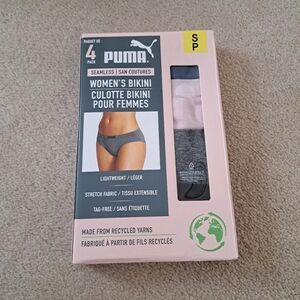 PAQUET DE
4
PACK
PUMA
S
P
SEAMLESS | SAN COUTURES
WOMEN'S BIKINI
CULOTTE BIKINI
POUR FEMMES
LIGHTWEIGHT / LÉGER
STRETCH FABRIC / TISSU EXTENSIBLE
TAG-FREE / SANS ÉTIQUETTE
MADE FROM RECYCLED YARNS
FABRIQUÉ À PARTIR DE FILS RECYCLÉS